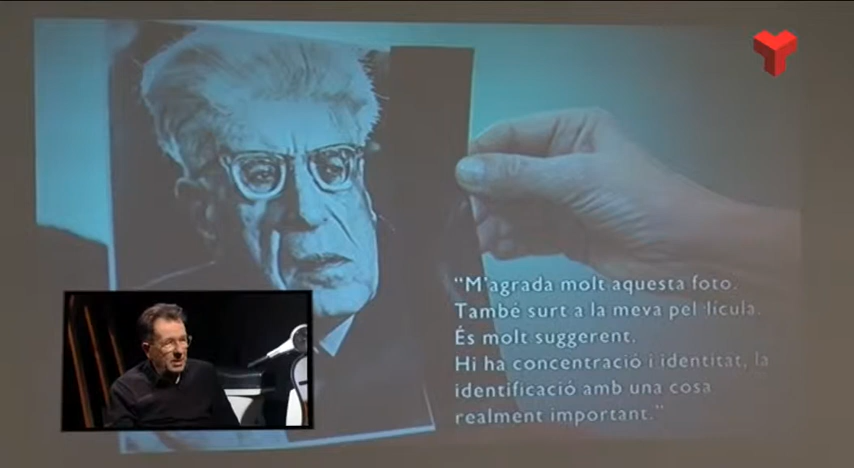 “M’agrada molt aquesta foto.
També surt a la meva pel·lícula.
És molt suggerent.
Hi ha concentració i identitat, la
identificació amb una cosa
realment important.”